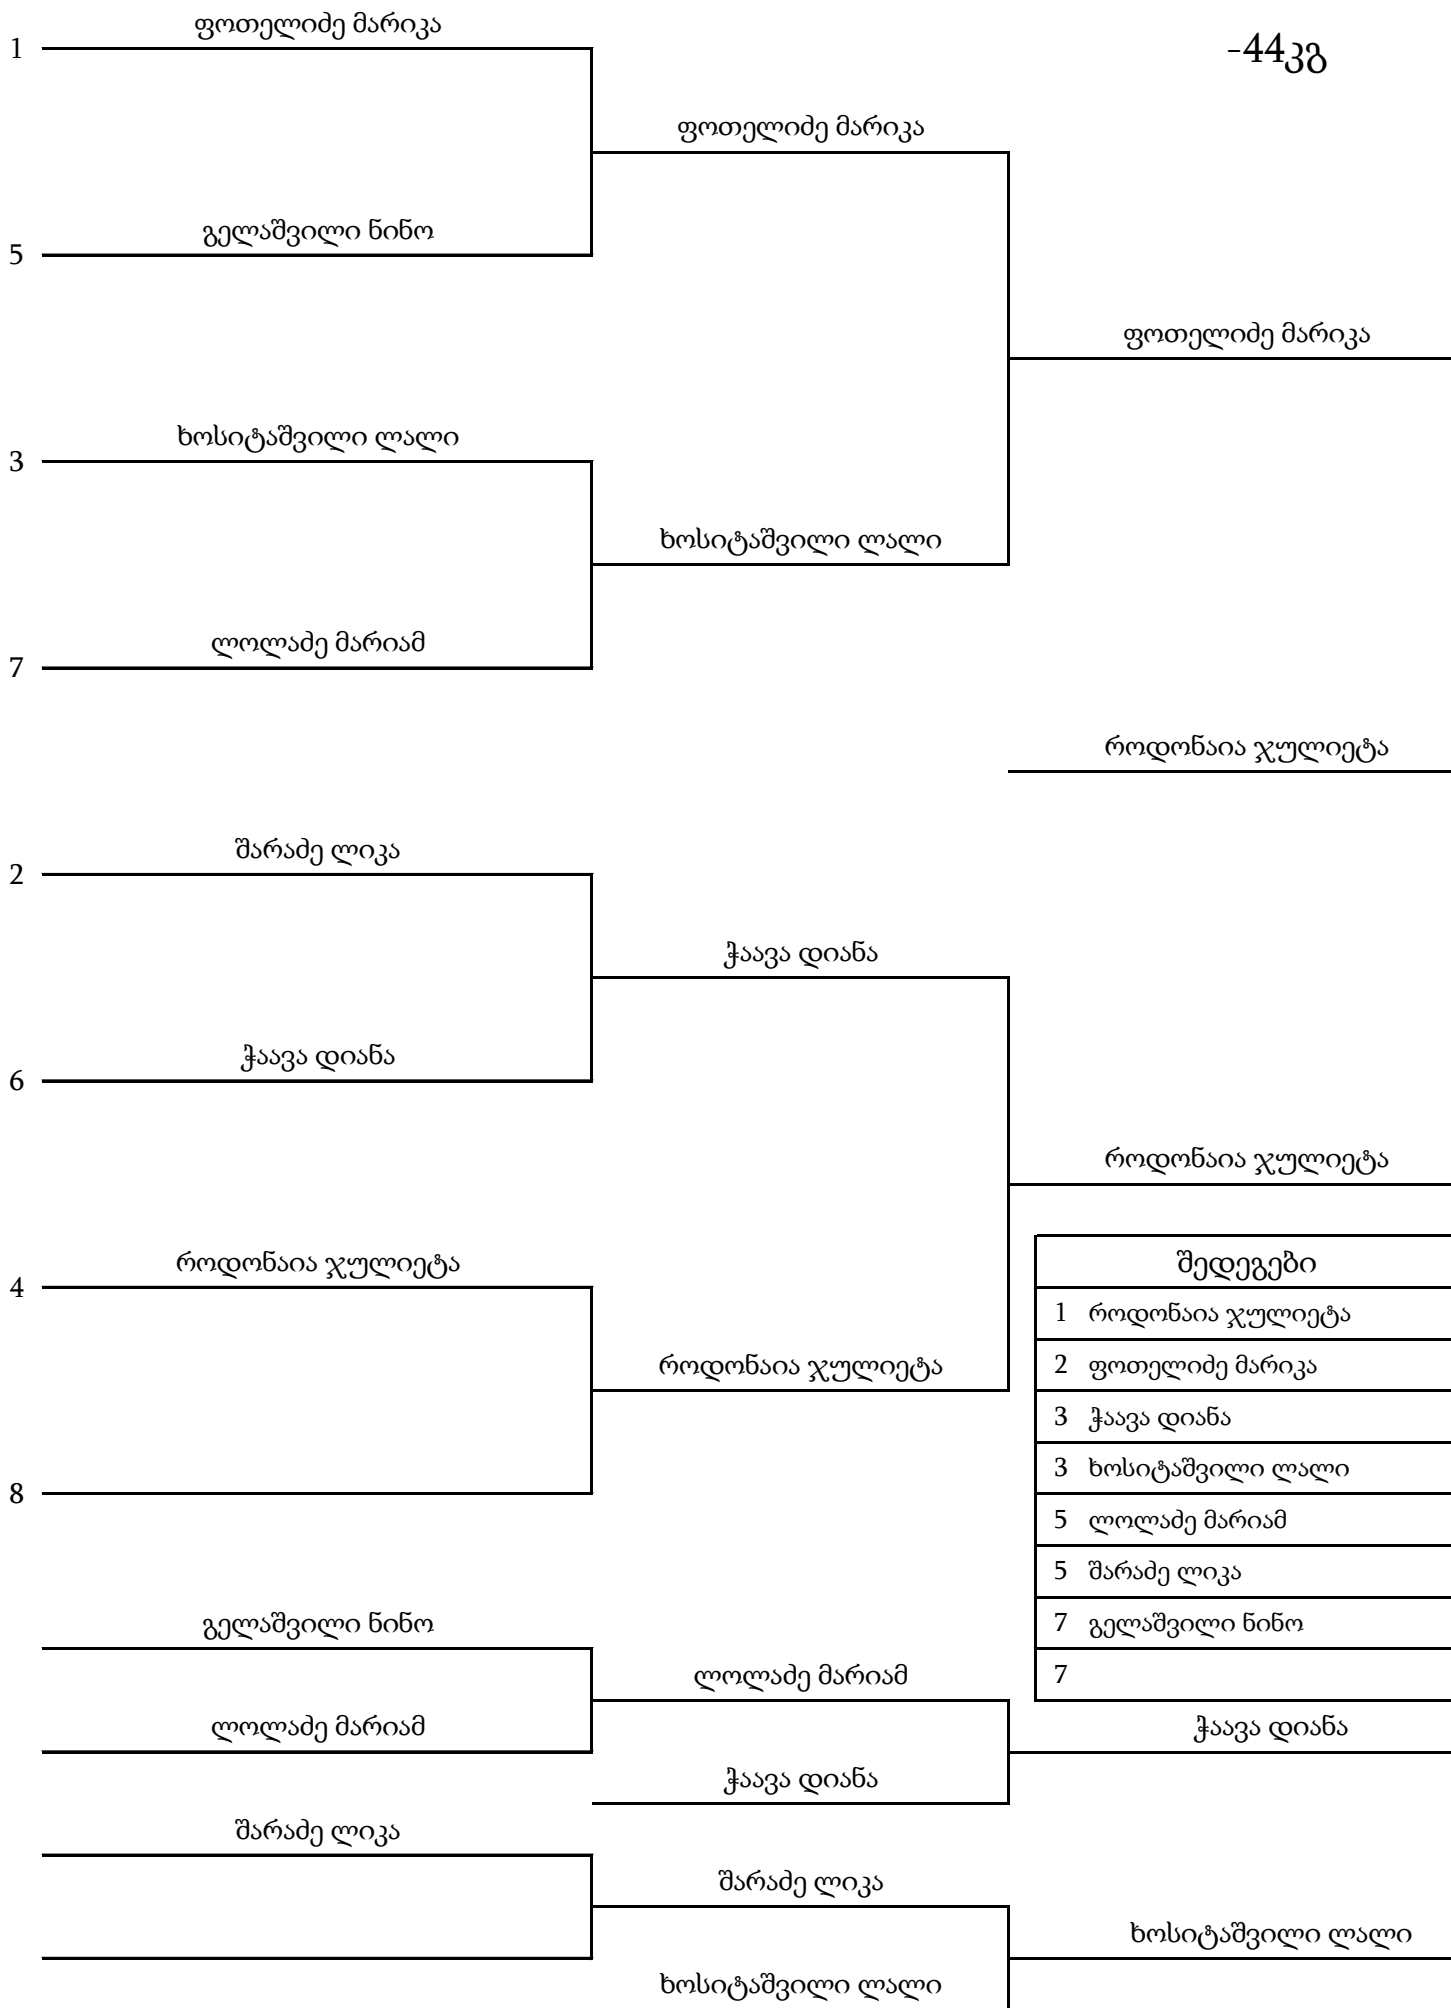 ფოთელიძე მარიკა
1
-44კგ
ფოთელიძე მარიკა
გელაშვილი ნინო
5
ფოთელიძე მარიკა
ხოსიტაშვილი ლალი
3
ხოსიტაშვილი ლალი
ლოლაძე მარიამ
7
როდონაია ჯულიეტა
შარაძე ლიკა
2
ჭაავა დიანა
ჭაავა დიანა
6
როდონაია ჯულიეტა
როდონაია ჯულიეტა
4
როდონაია ჯულიეტა
8
შედეგები
1 როდონაია ჯულიეტა
2 ფოთელიძე მარიკა
3 ჭაავა დიანა
3 ხოსიტაშვილი ლალი
5 ლოლაძე მარიამ
5 შარაძე ლიკა
7 გელაშვილი ნინო
7
გელაშვილი ნინო
ლოლაძე მარიამ
ლოლაძე მარიამ
ჭაავა დიანა
ჭაავა დიანა
შარაძე ლიკა
შარაძე ლიკა
ხოსიტაშვილი ლალი
ხოსიტაშვილი ლალი